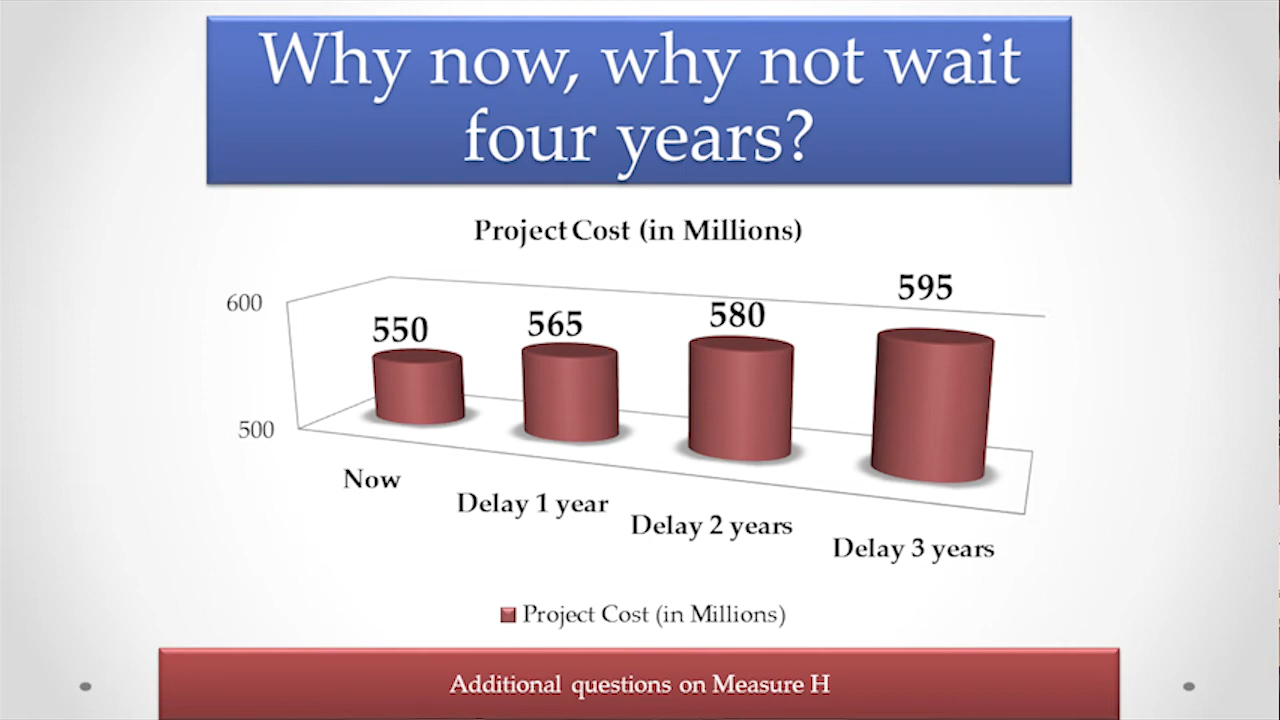 Why now, why not wait
four years?
Project Cost (in Millions)
600
500
550
565
580
595
Now
Delay 1 year
Delay 2 years
Delay 3 years
Project Cost (in Millions)
Additional questions on Measure H